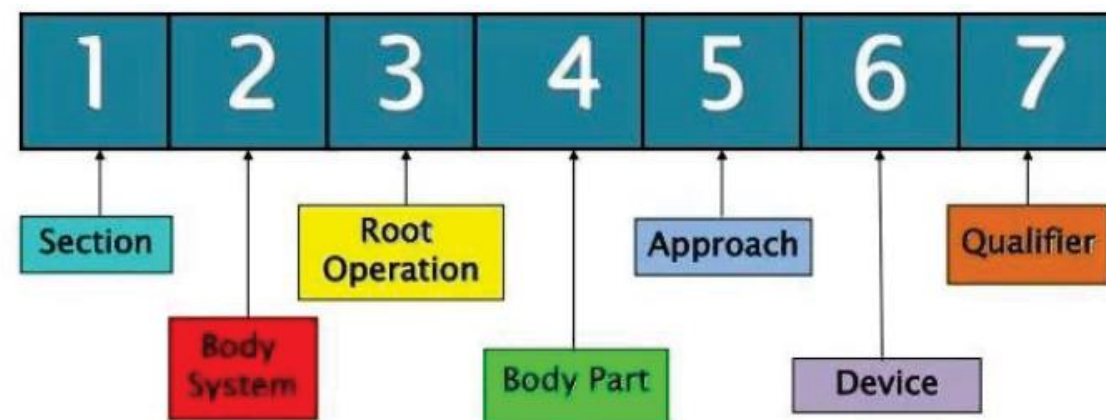 1 2 3 4 5 6 7
Section
Root
Operation
Approach
Qualifier
Body
System
Body Part
Device